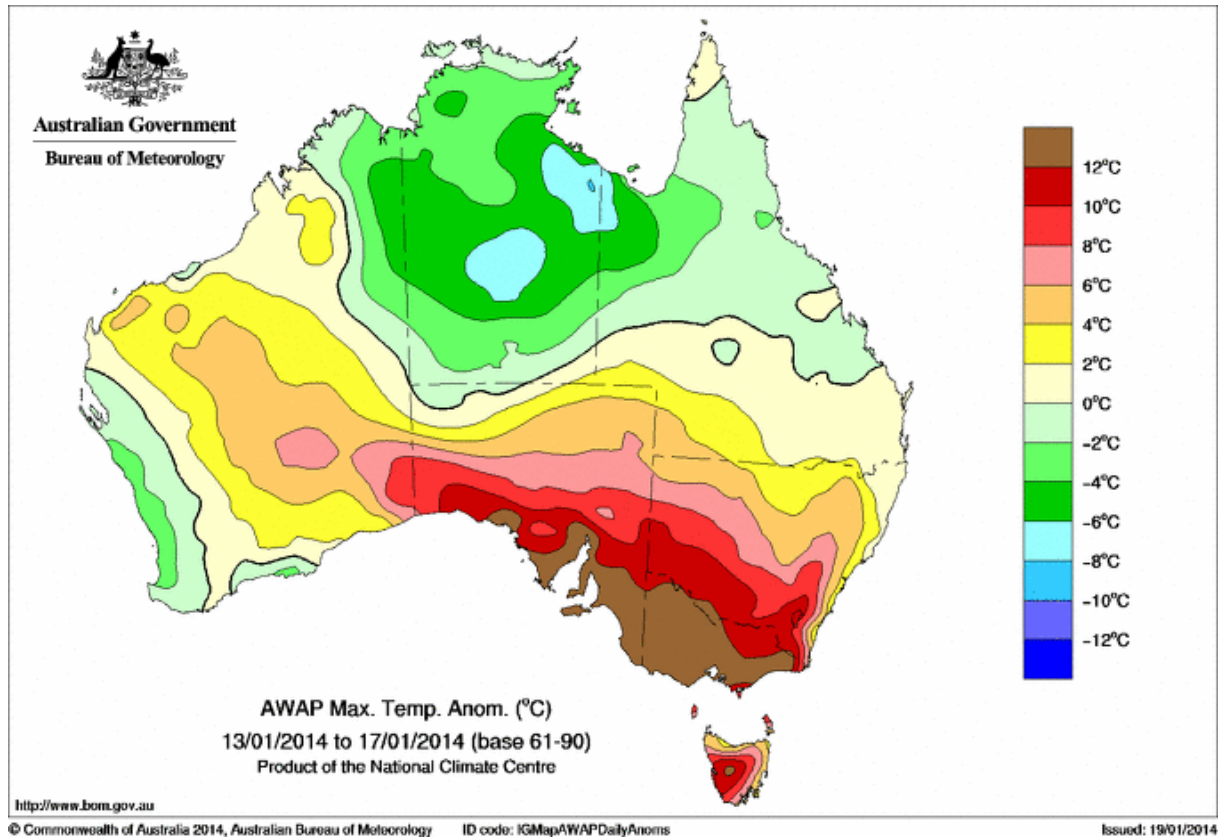 Australian Government
Bureau of Meteorology
12°C
10°C
8°C
6°C
4°C
2°C
0°C
-2°C
-4°C
-6°C
-8°C
-10°C
-12°C
AWAP Max. Temp. Anom. (°C)
13/01/2014 to 17/01/2014 (base 61-90)
Product of the National Climate Centre
http://www.bom.gov.au
© Commonwealth of Australia 2014, Australian Bureau of Meteorology ID code: IGMapAWAPDailyAnoms Issued: 19/01/2014